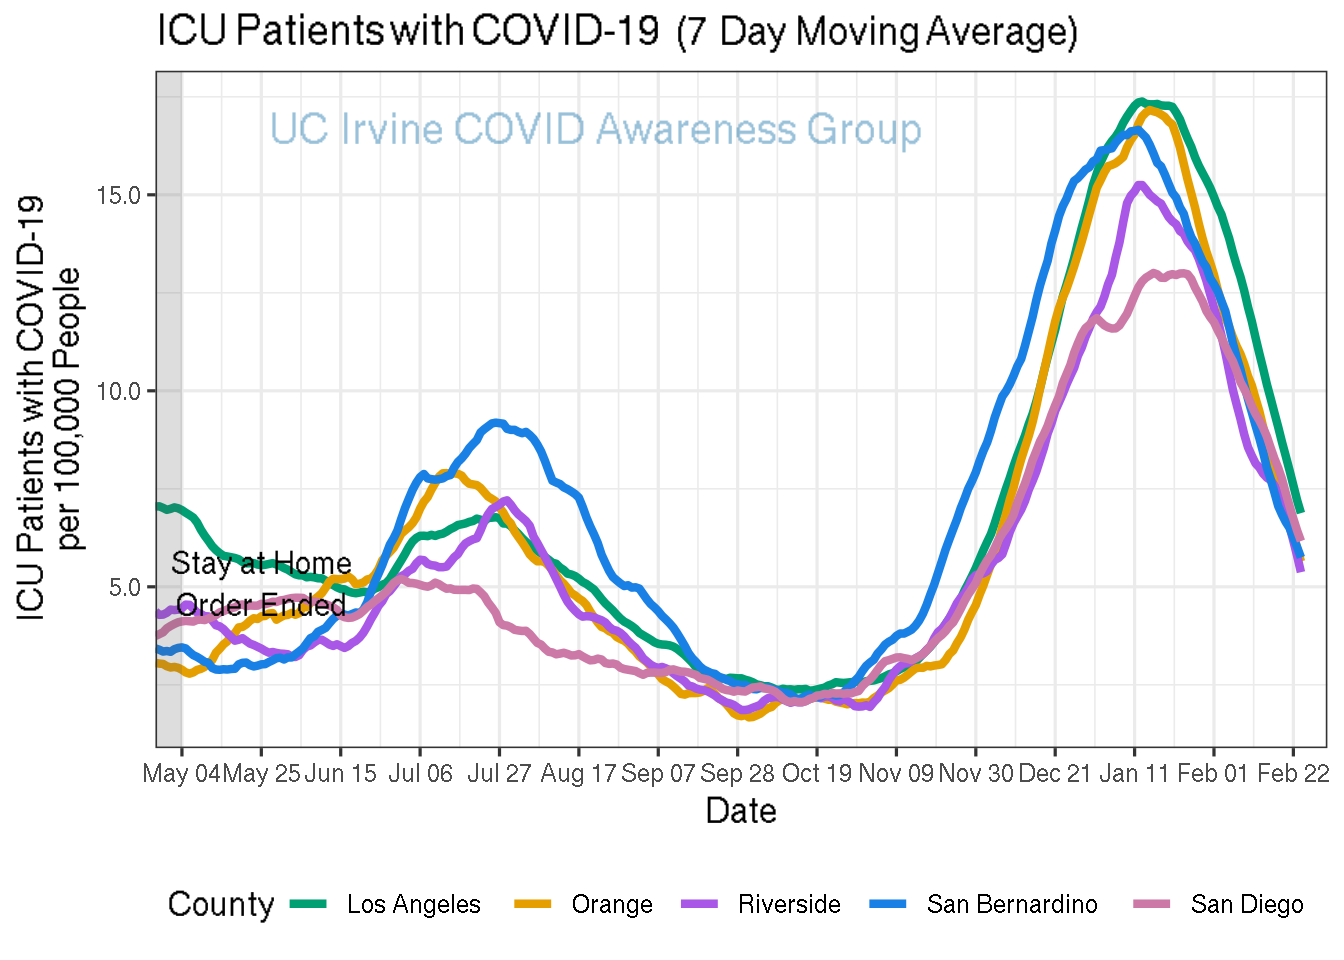 ICU Patients with COVID-19 (7 Day Moving Average)
UC Irvine COVID Awareness Group
ICU Patients with COVID-19
per 100,000 People
15.0
10.0
5.0
Stay at Home
Order Ended
May 04 May 25 Jun 15 Jul 06 Jul 27 Aug 17 Sep 07 Sep 28 Oct 19 Nov 09 Nov 30 Dec 21 Jan 11 Feb 01 Feb 22
Date
County Los Angeles Orange Riverside San Bernardino San Diego